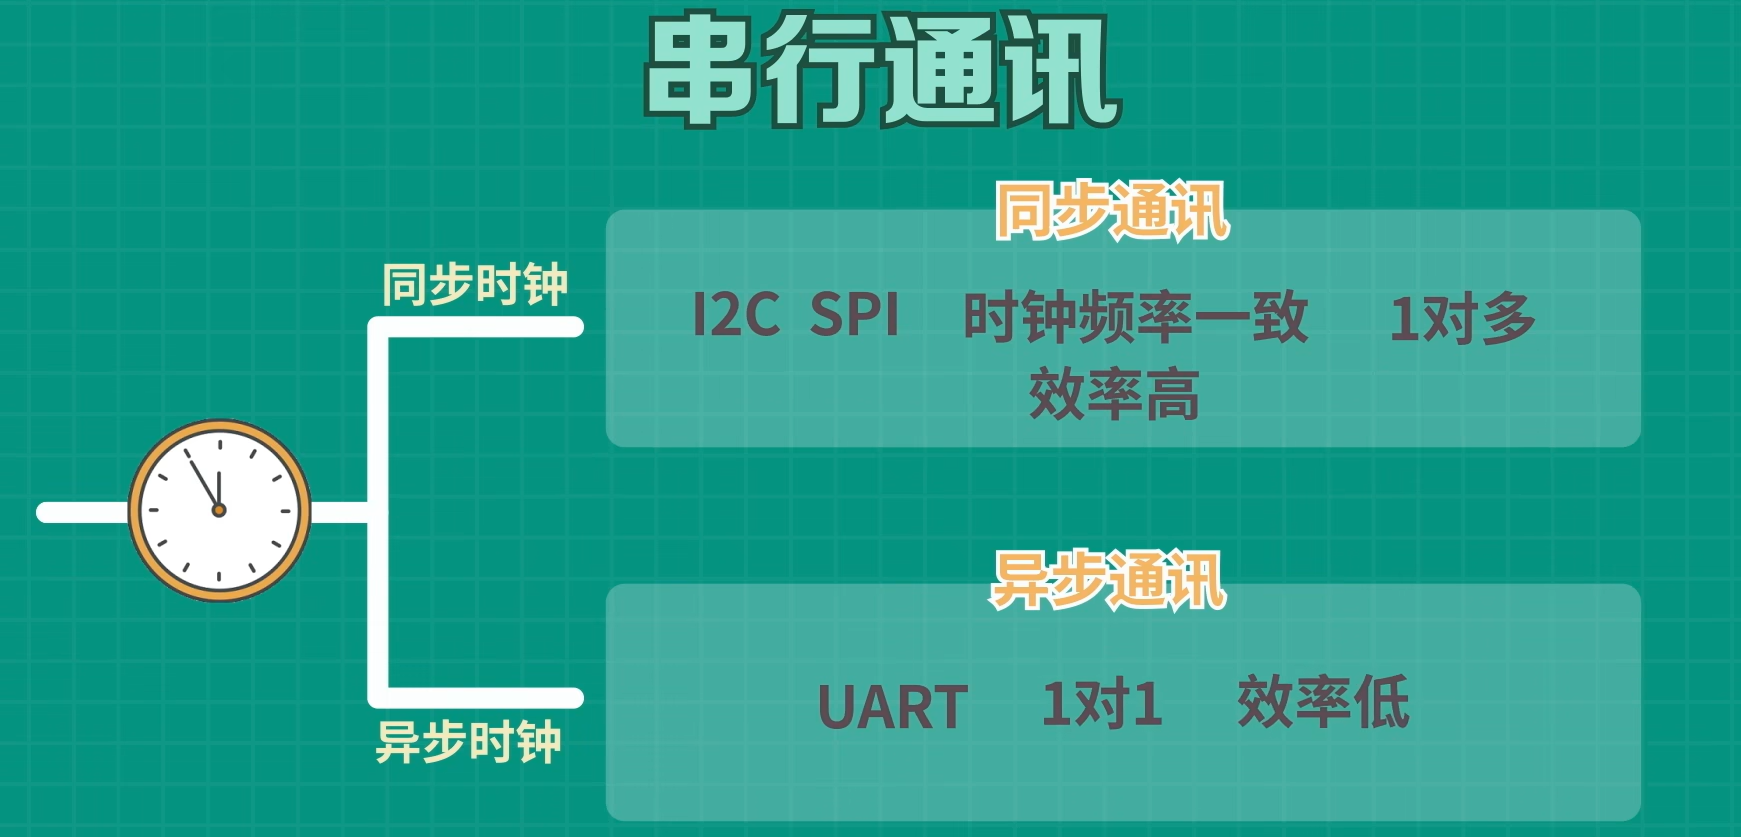 串行通讯
同步通讯
同步时钟
I2C SPI 时钟频率一致 1对多
效率高
异步通讯
UART 1对1 效率低
异步时钟